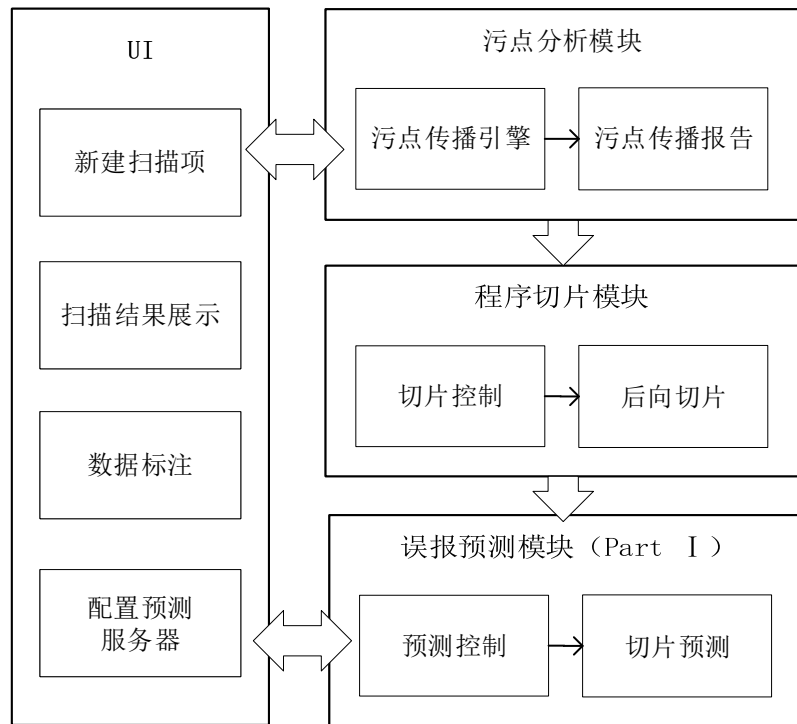 UI
新建扫描项
扫描结果展示
数据标注
配置预测
服务器
污点分析模块
污点传播引擎
污点传播报告
程序切片模块
切片控制
后向切片
误报预测模块（Part Ⅰ）
预测控制
切片预测